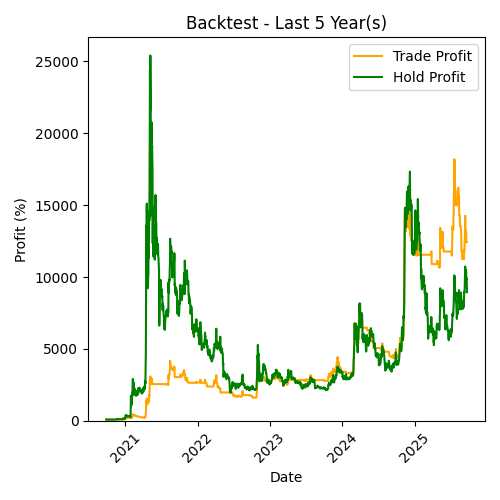 Backtest - Last 5 Year(s)
Trade Profit
Hold Profit
Profit (%)
25000
20000
15000
10000
5000
0
2021
2022
2023
2024
2025
Date